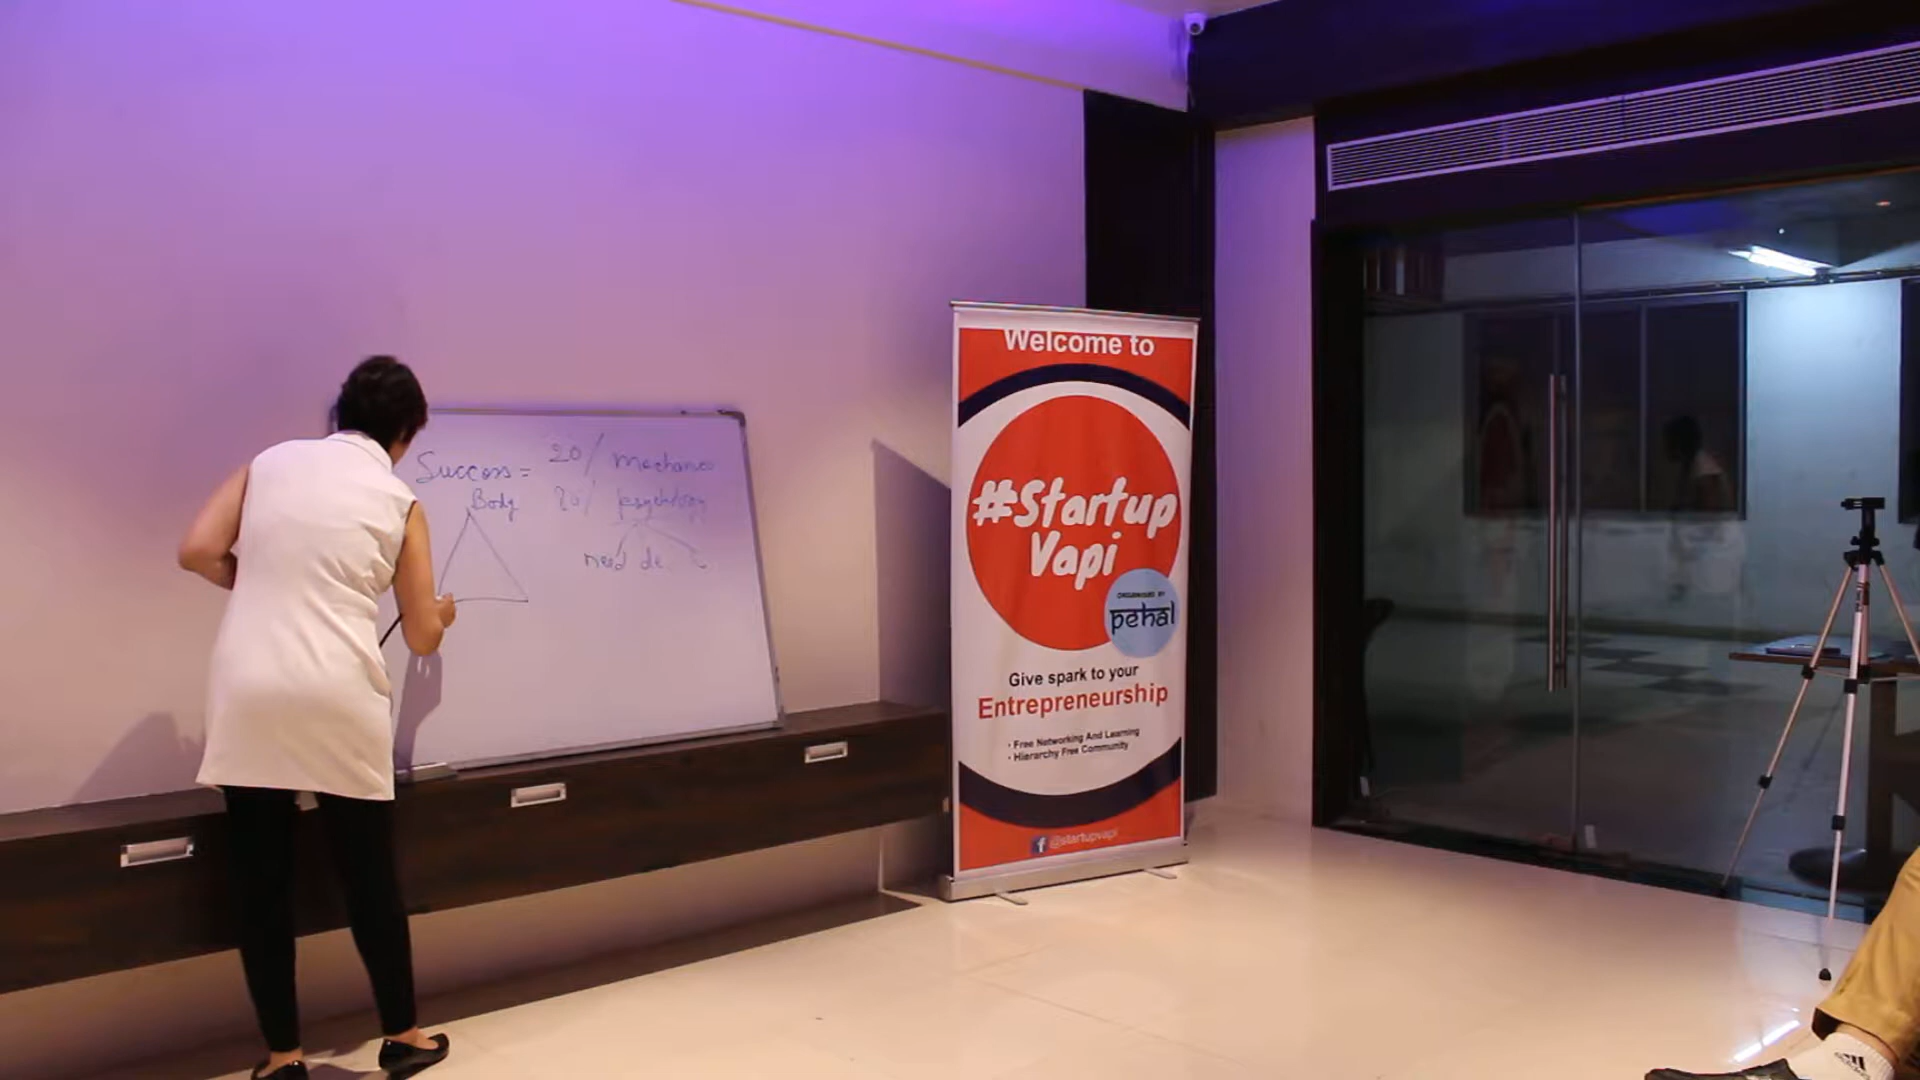 Success = 20/ mechanics
Body 80/ psychology
need de
Welcome to
#Startup
Vapi
ORGANISED BY
pehal
Give spark to your
Entrepreneurship
· Free Networking And Learning
· Hierarchy Free Community
f @startupvapi